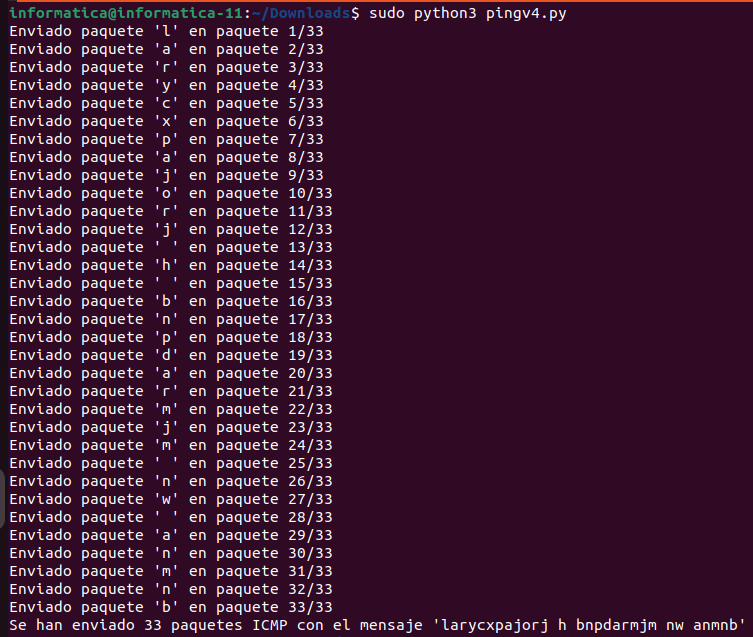 informatica@informatica-11:~/Downloads$ sudo python3 pingv4.py
Enviado paquete 'l' en paquete 1/33
Enviado paquete 'a' en paquete 2/33
Enviado paquete 'r' en paquete 3/33
Enviado paquete 'y' en paquete 4/33
Enviado paquete 'c' en paquete 5/33
Enviado paquete 'x' en paquete 6/33
Enviado paquete 'p' en paquete 7/33
Enviado paquete 'a' en paquete 8/33
Enviado paquete 'j' en paquete 9/33
Enviado paquete 'o' en paquete 10/33
Enviado paquete 'r' en paquete 11/33
Enviado paquete 'j' en paquete 12/33
Enviado paquete ' ' en paquete 13/33
Enviado paquete 'h' en paquete 14/33
Enviado paquete ' ' en paquete 15/33
Enviado paquete 'b' en paquete 16/33
Enviado paquete 'n' en paquete 17/33
Enviado paquete 'p' en paquete 18/33
Enviado paquete 'd' en paquete 19/33
Enviado paquete 'a' en paquete 20/33
Enviado paquete 'r' en paquete 21/33
Enviado paquete 'm' en paquete 22/33
Enviado paquete 'j' en paquete 23/33
Enviado paquete 'm' en paquete 24/33
Enviado paquete ' ' en paquete 25/33
Enviado paquete 'n' en paquete 26/33
Enviado paquete 'w' en paquete 27/33
Enviado paquete ' ' en paquete 28/33
Enviado paquete 'a' en paquete 29/33
Enviado paquete 'n' en paquete 30/33
Enviado paquete 'm' en paquete 31/33
Enviado paquete 'n' en paquete 32/33
Enviado paquete 'b' en paquete 33/33
Se han enviado 33 paquetes ICMP con el mensaje 'larycxpajorj h bnpdarmjm nw anmnb'